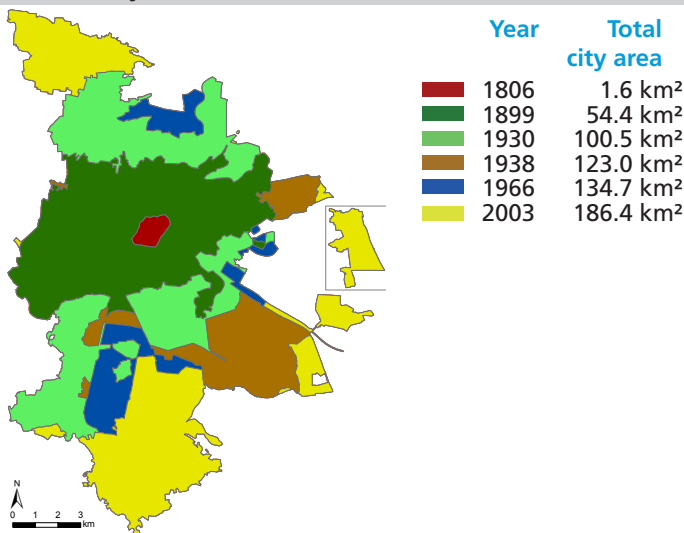 Year Total
city area
1806 1.6 km²
1899 54.4 km²
1930 100.5 km²
1938 123.0 km²
1966 134.7 km²
2003 186.4 km²
N
0 1 2 3
km